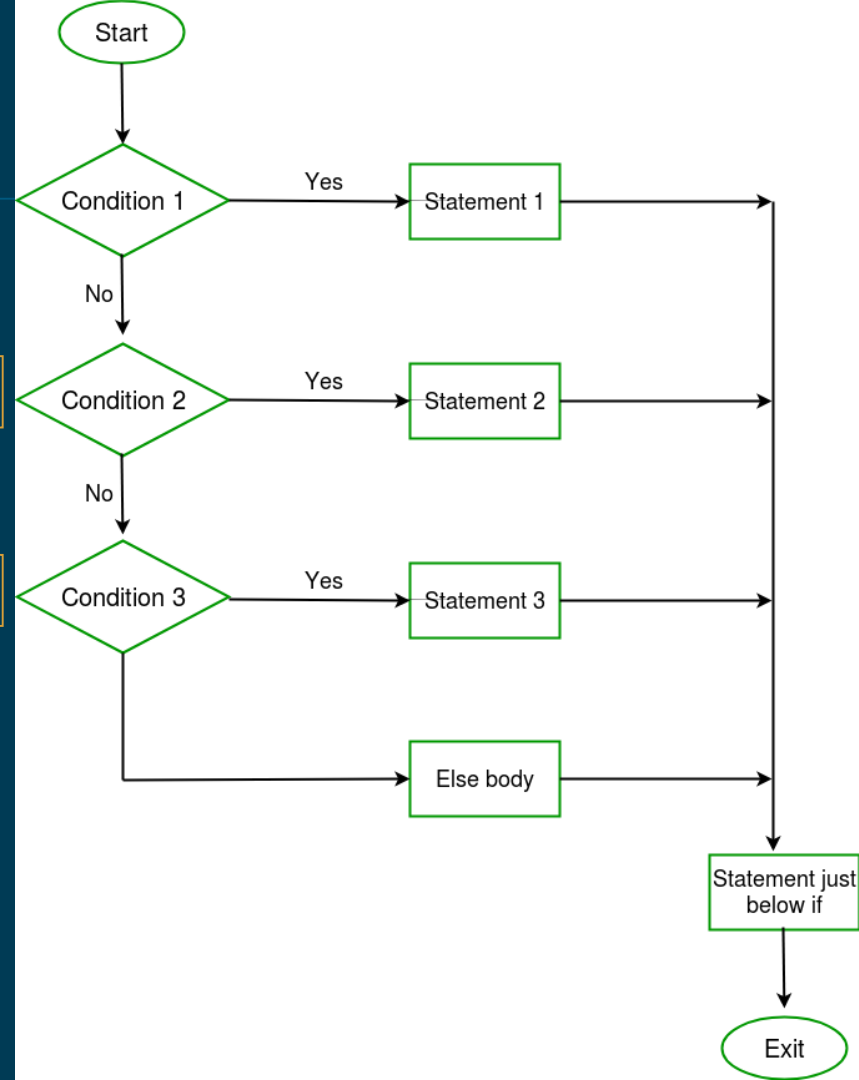 Start
Condition 1
Yes
Statement 1
No
Condition 2
Yes
Statement 2
No
Condition 3
Yes
Statement 3
Else body
Statement just
below if
Exit